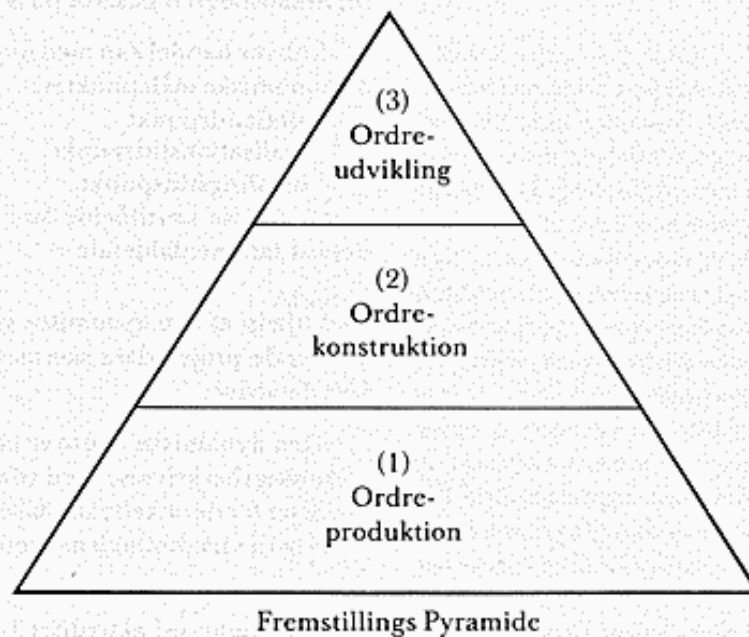 (3)
Ordre-
udvikling
(2)
Ordre-
konstruktion
(1)
Ordre-
produktion
Fremstillings Pyramide